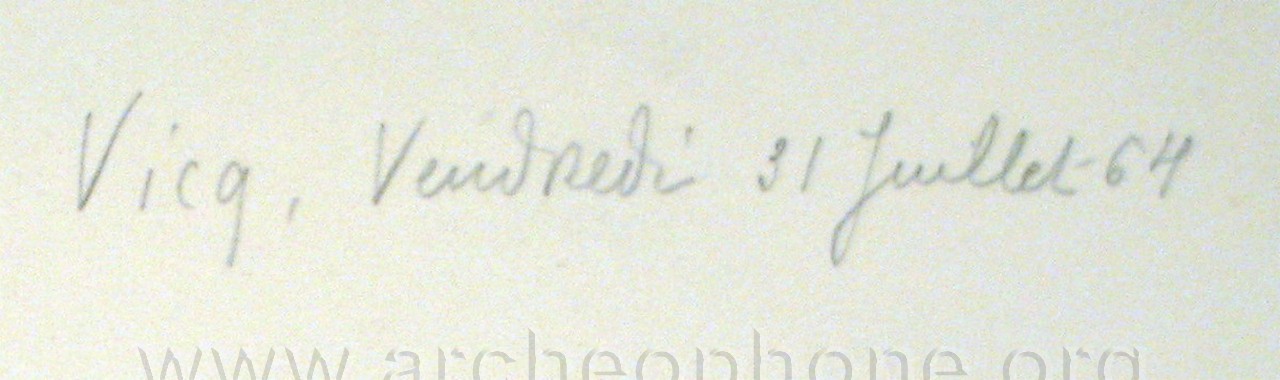 Vicq, Vendredi 31 Juillet 64
www.archeophone.org